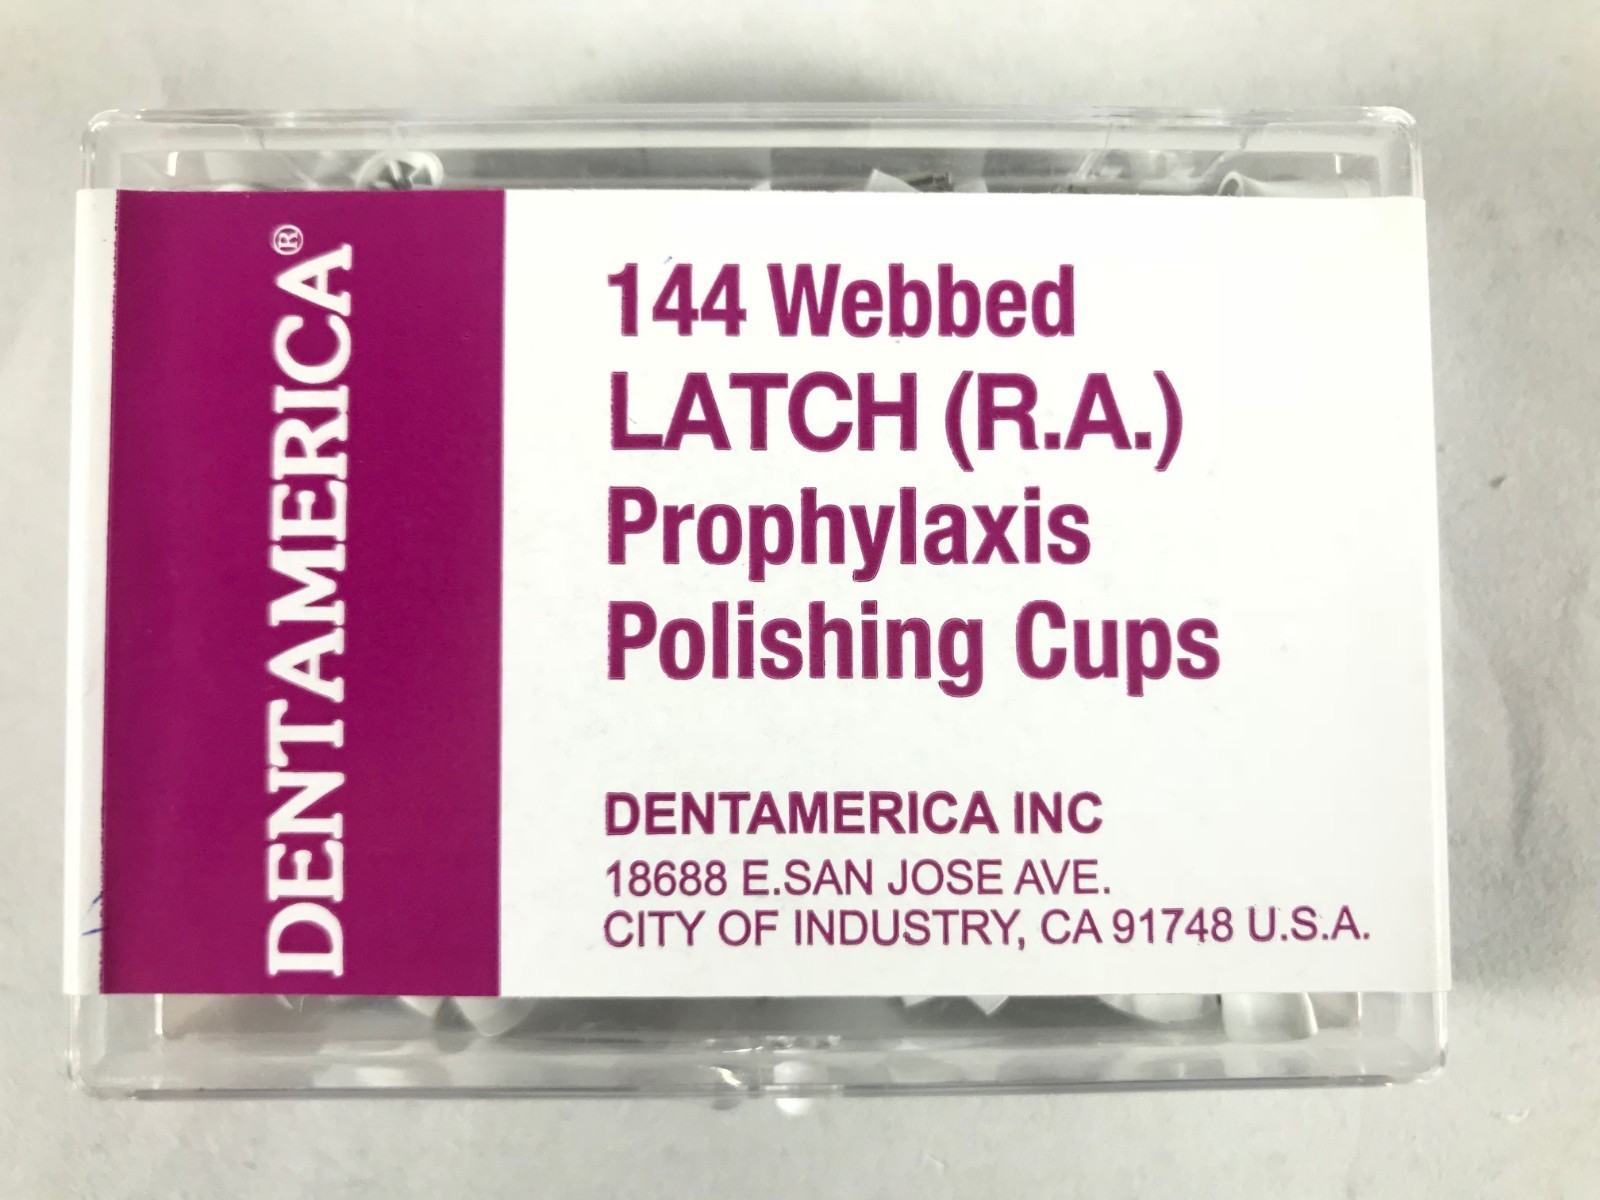 DENTAMERICA®
144 Webbed
LATCH (R.A.)
Prophylaxis
Polishing Cups
DENTAMERICA INC
18688 E.SAN JOSE AVE.
CITY OF INDUSTRY, CA 91748 U.S.A.